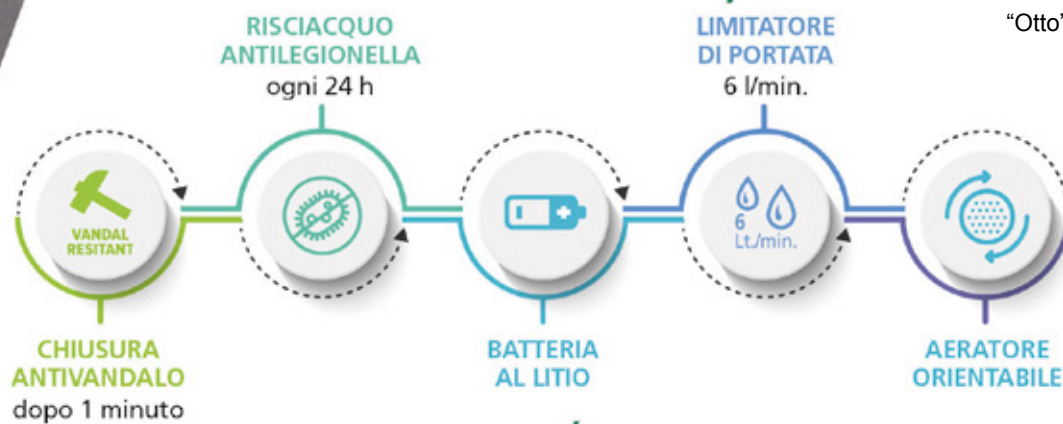 “Otto”
RISCIACQUO
ANTILEGIONELLA
ogni 24 h
LIMITATORE
DI PORTATA
6 l/min.
VANDAL
RESITANT
6
Lt./min.
CHIUSURA
ANTIVANDALO
dopo 1 minuto
BATTERIA
AL LITIO
AERATORE
ORIENTABILE